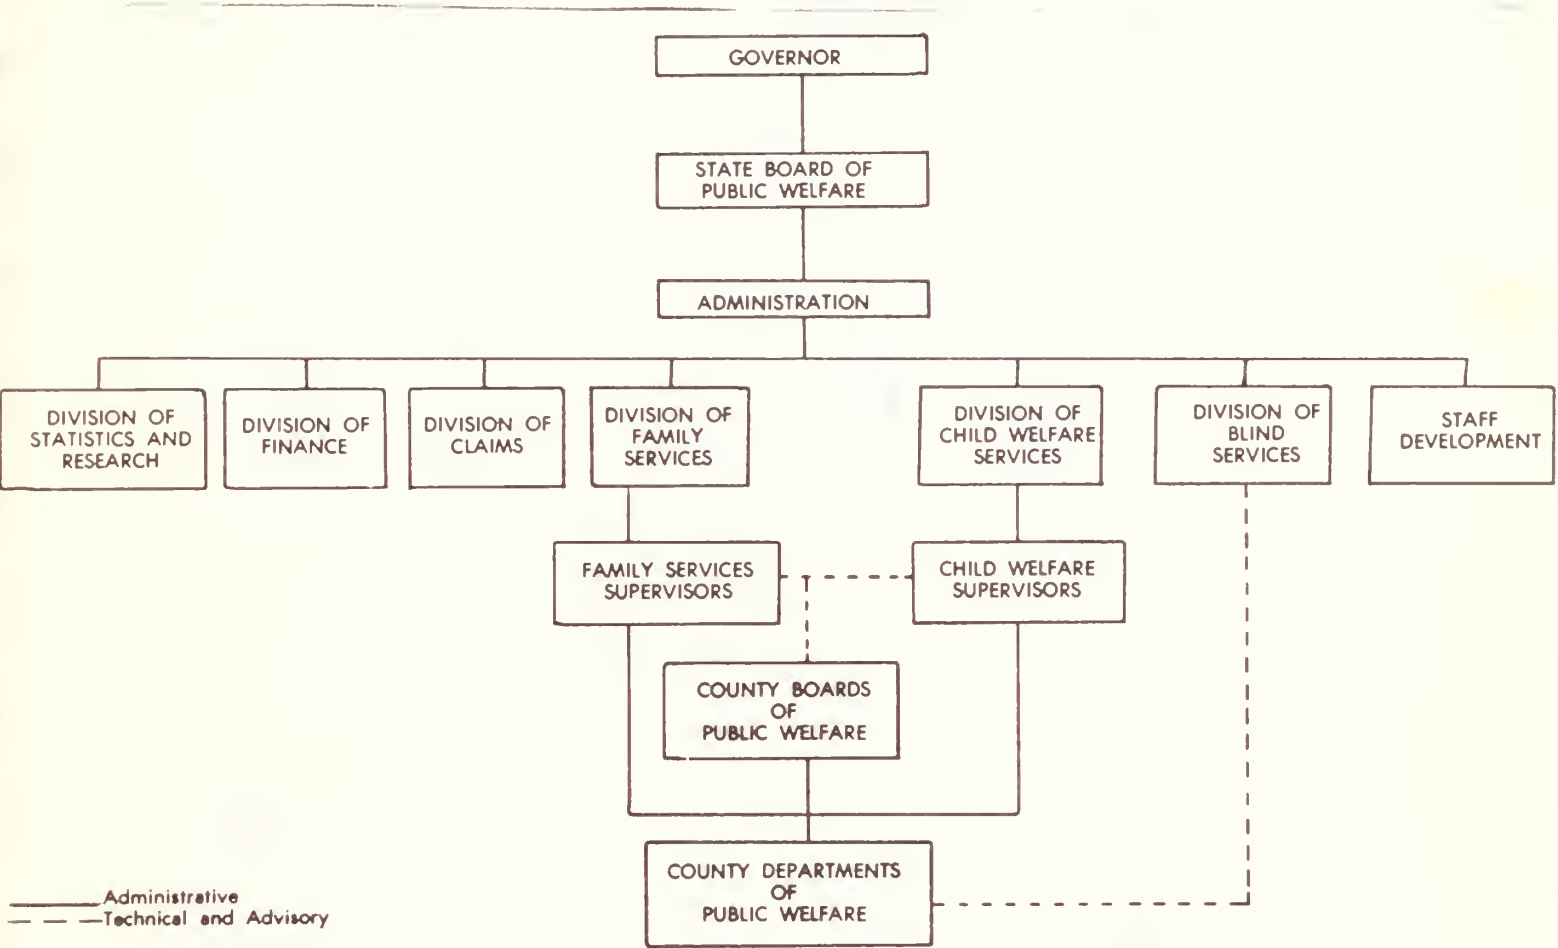 GOVERNOR
STATE BOARD OF
PUBLIC WELFARE
ADMINISTRATION
DIVISION OF
STATISTICS AND
RESEARCH
DIVISION OF
FINANCE
DIVISION OF
CLAIMS
DIVISION OF
FAMILY
SERVICES
DIVISION OF
CHILD WELFARE
SERVICES
DIVISION OF
BLIND
SERVICES
STAFF
DEVELOPMENT
FAMILY SERVICES
SUPERVISORS
CHILD WELFARE
SUPERVISORS
COUNTY BOARDS
OF
PUBLIC WELFARE
COUNTY DEPARTMENTS
OF
PUBLIC WELFARE
Administrative
Technical and Advisory